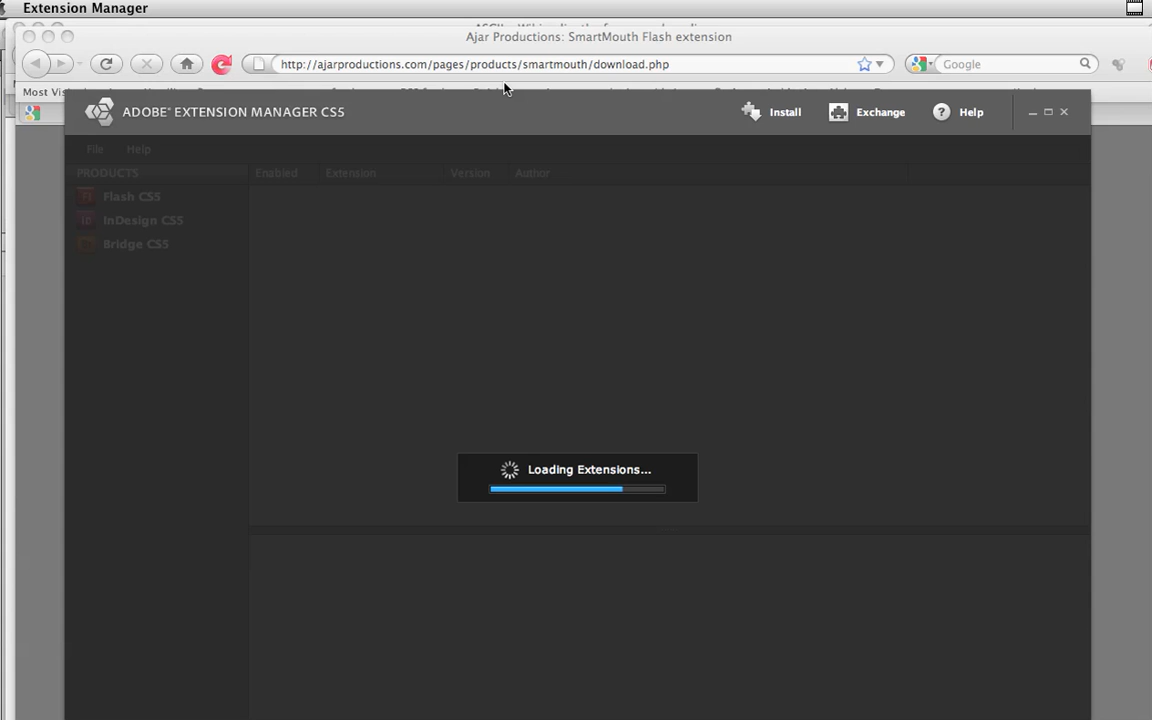 Extension Manager
Ajar Productions: SmartMouth Flash extension
http://ajarproductions.com/pages/products/smartmouth/download.php
Google
ADOBE® EXTENSION MANAGER CS5
Install
Exchange
? Help
File
Help
PRODUCTS
Enabled
Extension
Version
Author
Flash CS5
InDesign CS5
Bridge CS5
Loading Extensions...